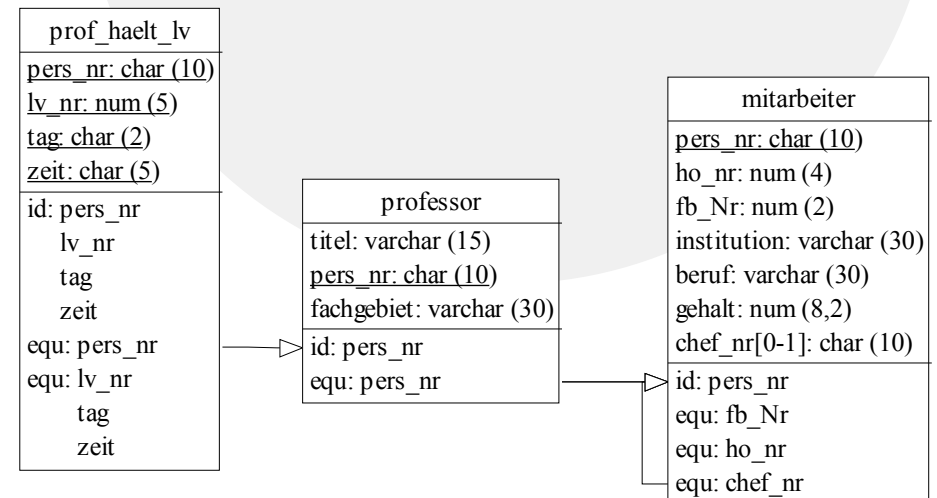 prof_haelt_lv
pers_nr: char (10)
lv_nr: num (5)
tag: char (2)
zeit: char (5)
id: pers_nr
lv_nr
tag
zeit
equ: pers_nr
equ: lv_nr
tag
zeit
professor
titel: varchar (15)
pers_nr: char (10)
fachgebiet: varchar (30)
id: pers_nr
equ: pers_nr
mitarbeiter
pers_nr: char (10)
ho_nr: num (4)
fb_Nr: num (2)
institution: varchar (30)
beruf: varchar (30)
gehalt: num (8,2)
chef_nr[0-1]: char (10)
id: pers_nr
equ: fb_Nr
equ: ho_nr
equ: chef_nr